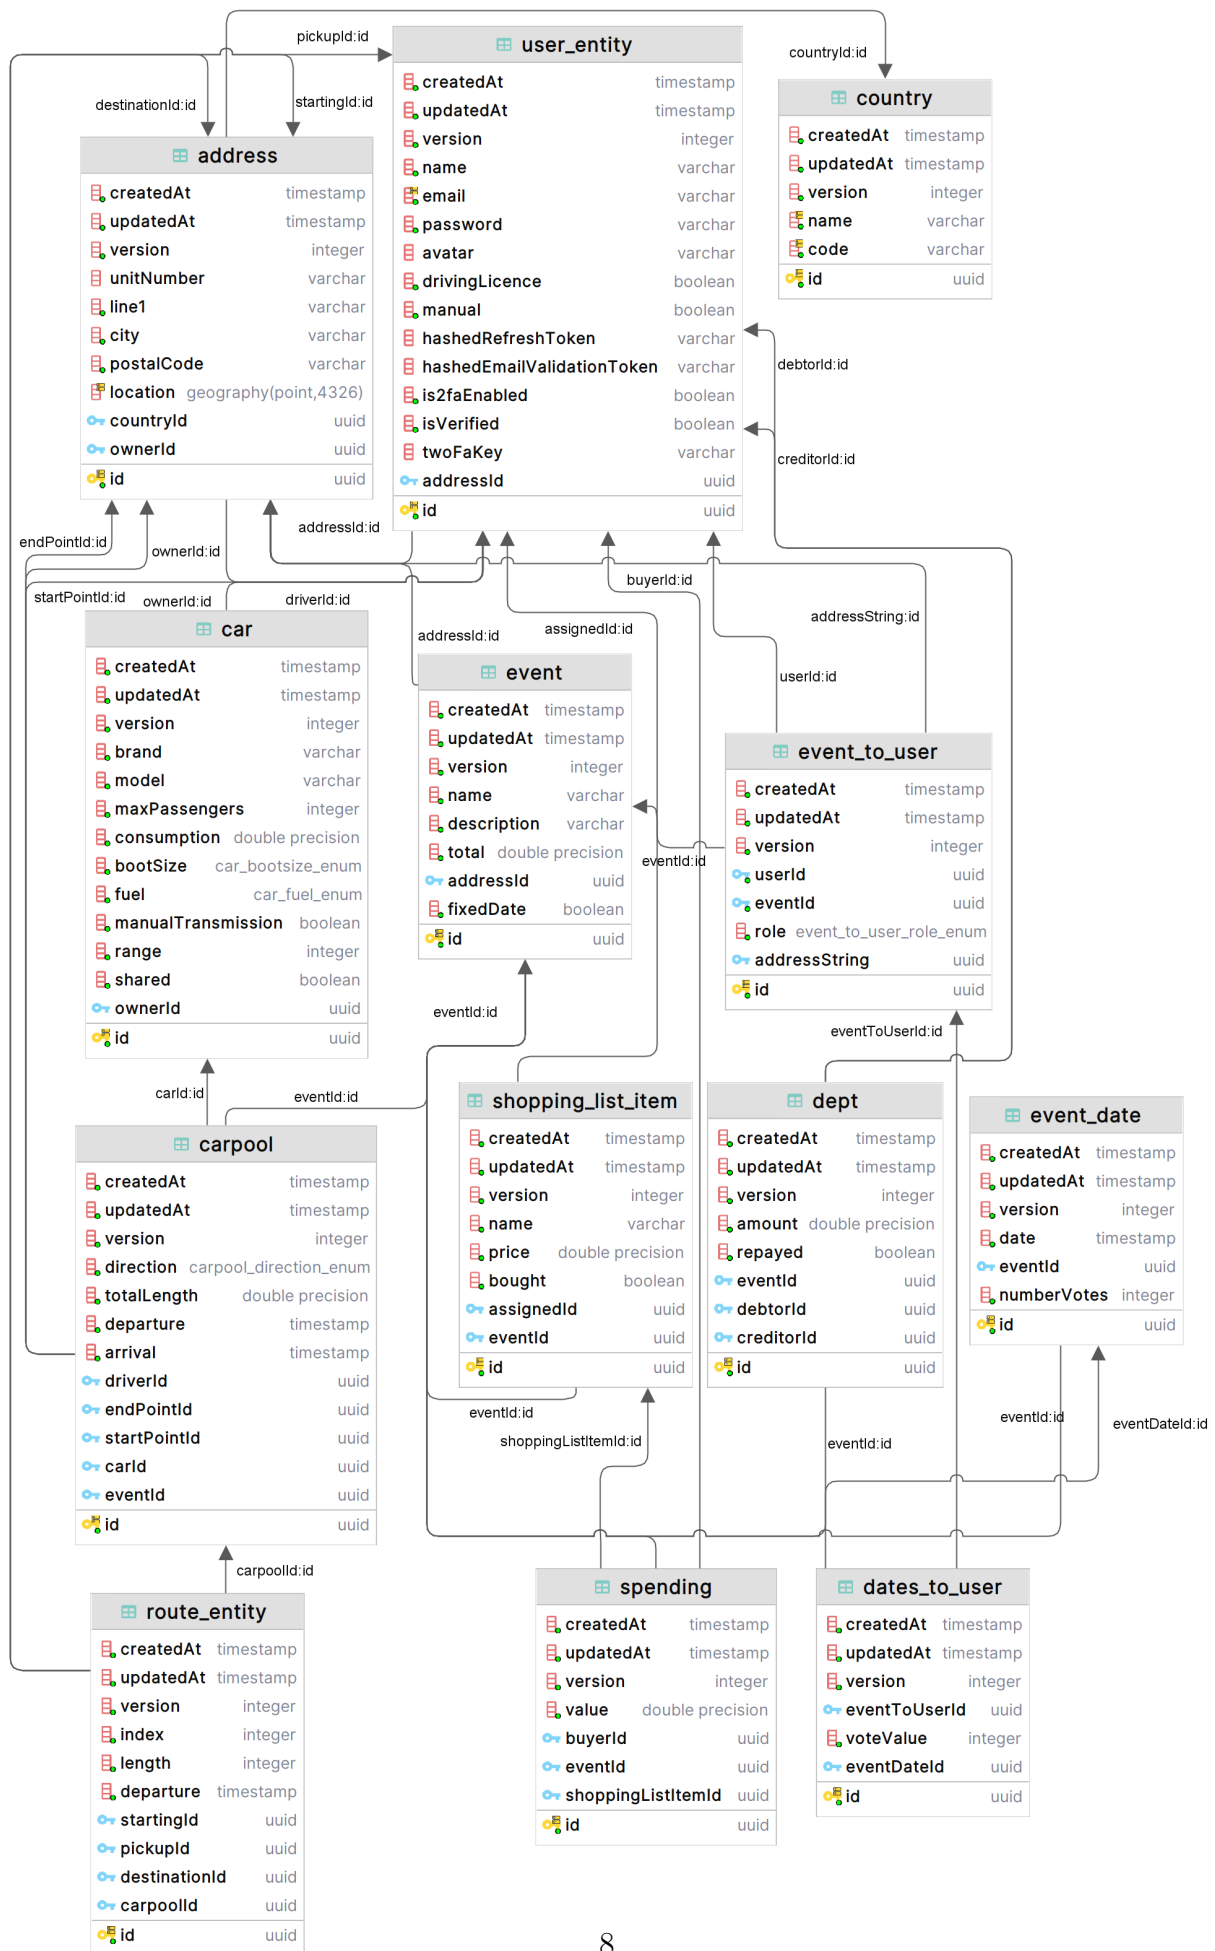 pickupId:id
destinationId:id
startingId:id
countryId:id
user_entity
createdAt timestamp
updatedAt timestamp
version integer
name varchar
email varchar
password varchar
avatar varchar
drivingLicence boolean
manual boolean
hashedRefreshToken varchar
hashedEmailValidationToken varchar
is2faEnabled boolean
isVerified boolean
twoFaKey varchar
addressId uuid
id uuid
country
createdAt timestamp
updatedAt timestamp
version integer
name varchar
code varchar
id uuid
address
createdAt timestamp
updatedAt timestamp
version integer
unitNumber varchar
line1 varchar
city varchar
postalCode varchar
location geography(point,4326)
countryId uuid
ownerId uuid
id uuid
debtorId:id
creditorId:id
endPointId:id
ownerId:id
addressId:id
startPointId:id
ownerId:id
driverId:id
buyerId:id
assignedId:id
addressId:id
addressString:id
userId:id
car
createdAt timestamp
updatedAt timestamp
version integer
brand varchar
model varchar
maxPassengers integer
consumption double precision
bootSize car_bootsize_enum
fuel car_fuel_enum
manualTransmission boolean
range integer
shared boolean
ownerId uuid
id uuid
event
createdAt timestamp
updatedAt timestamp
version integer
name varchar
description varchar
total double precision
addressId uuid
fixedDate boolean
id uuid
event_to_user
createdAt timestamp
updatedAt timestamp
version integer
userId uuid
eventId uuid
role event_to_user_role_enum
addressString uuid
id uuid
eventId:id
eventId:id
eventToUserId:id
carId:id
eventId:id
carpool
createdAt timestamp
updatedAt timestamp
version integer
direction carpool_direction_enum
totalLength double precision
departure timestamp
arrival timestamp
driverId uuid
endPointId uuid
startPointId uuid
carId uuid
eventId uuid
id uuid
shopping_list_item
createdAt timestamp
updatedAt timestamp
version integer
name varchar
price double precision
bought boolean
assignedId uuid
eventId uuid
id uuid
dept
createdAt timestamp
updatedAt timestamp
version integer
amount double precision
repayed boolean
eventId uuid
debtorId uuid
creditorId uuid
id uuid
event_date
createdAt timestamp
updatedAt timestamp
version integer
date timestamp
eventId uuid
numberVotes integer
id uuid
eventId:id
shoppingListItemId:id
eventId:id
eventId:id
eventDateId:id
carpoolId:id
route_entity
createdAt timestamp
updatedAt timestamp
version integer
index integer
length integer
departure timestamp
startingId uuid
pickupId uuid
destinationId uuid
carpoolId uuid
id uuid
spending
createdAt timestamp
updatedAt timestamp
version integer
value double precision
buyerId uuid
eventId uuid
shoppingListItemId uuid
id uuid
dates_to_user
createdAt timestamp
updatedAt timestamp
version integer
eventToUserId uuid
voteValue integer
eventDateId uuid
id uuid
8